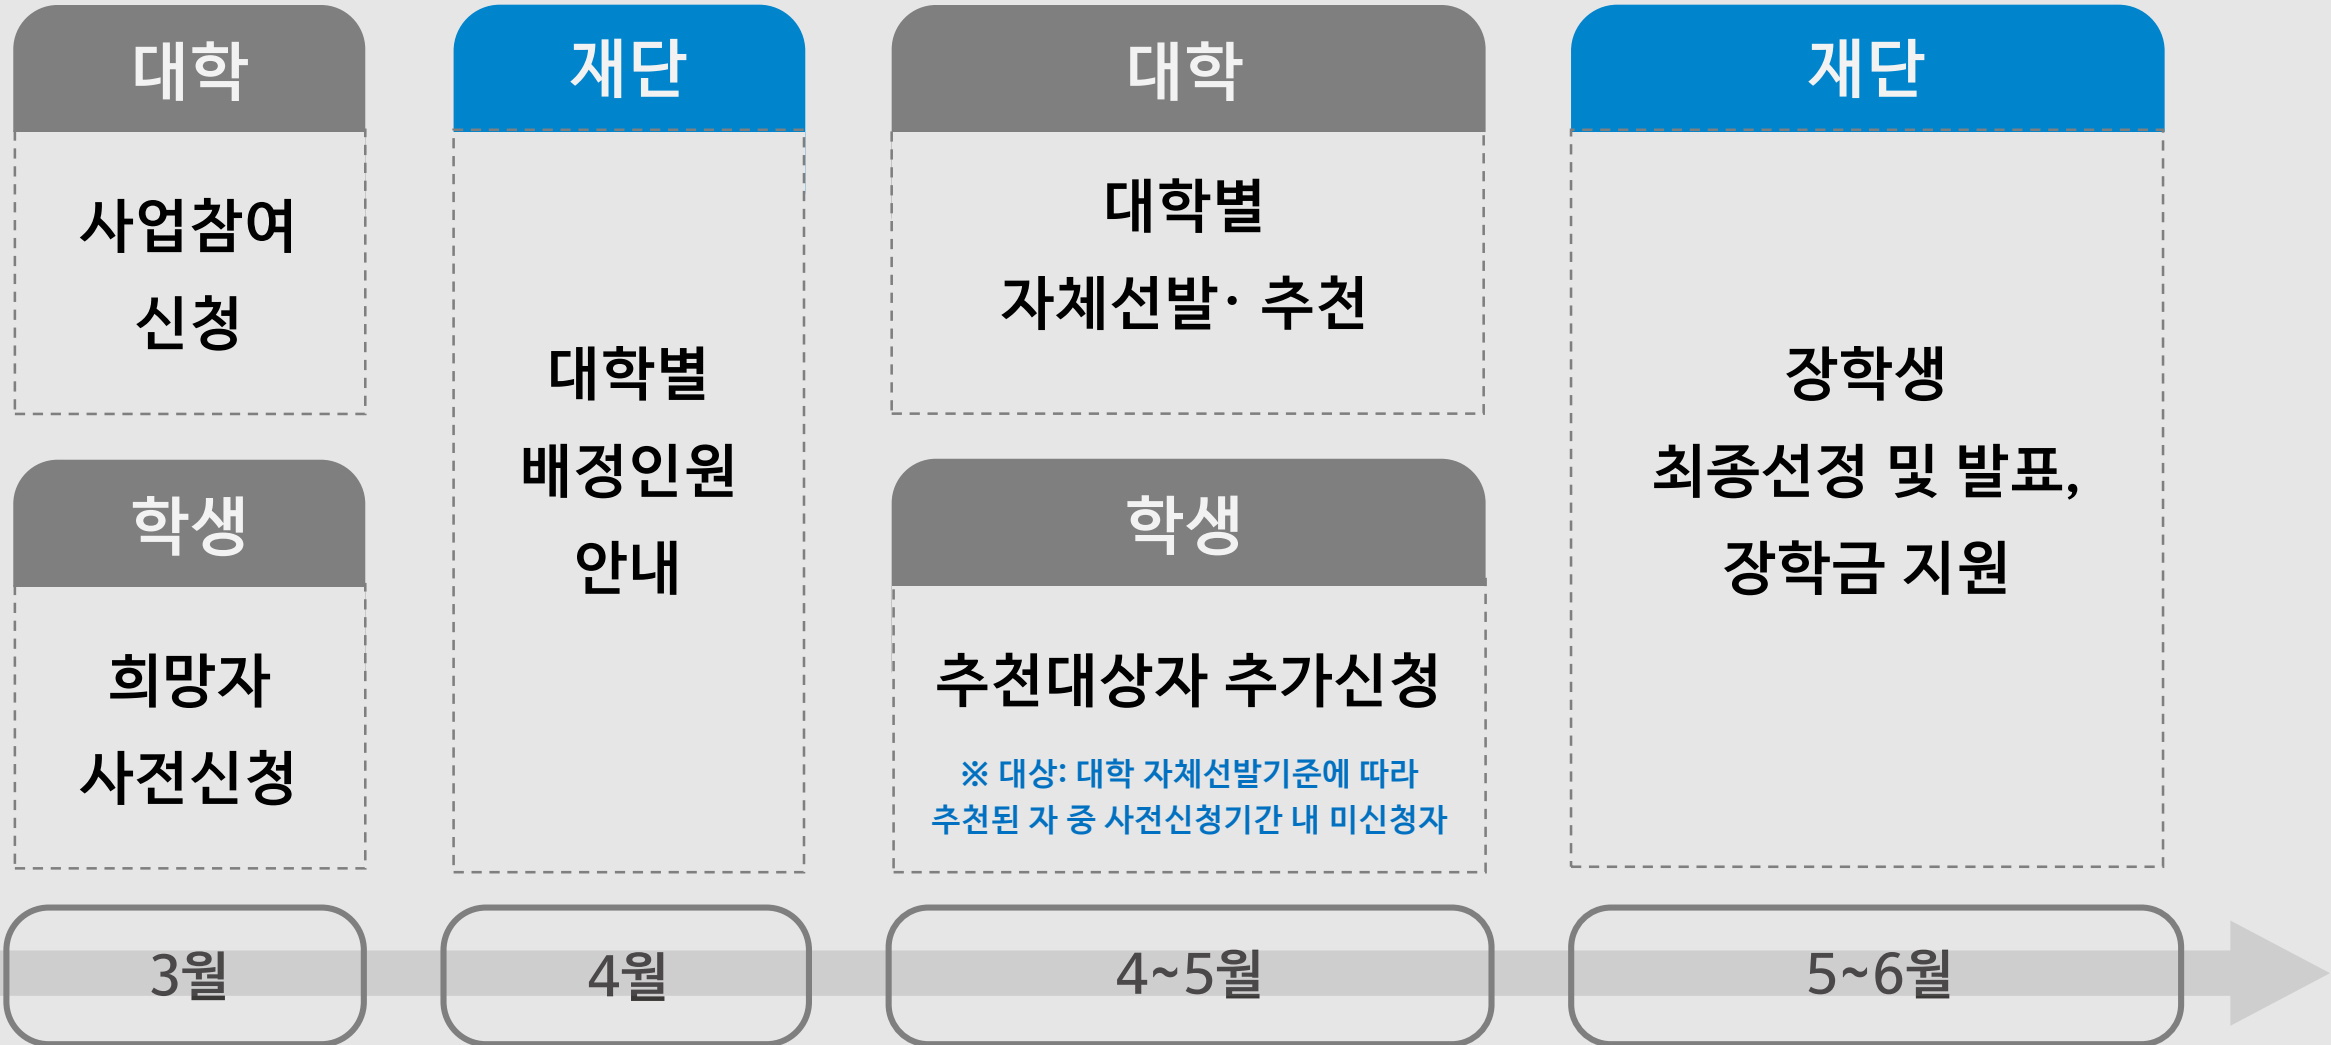 대학
사업참여
신청
학생
희망자
사전신청
재단
대학별
배정인원
안내
대학
대학별
자체선발· 추천
학생
추천대상자 추가신청
※ 대상: 대학 자체선발기준에 따라
추천된 자 중 사전신청기간 내 미신청자
재단
장학생
최종선정 및 발표,
장학금 지원
3월
4월
4~5월
5~6월